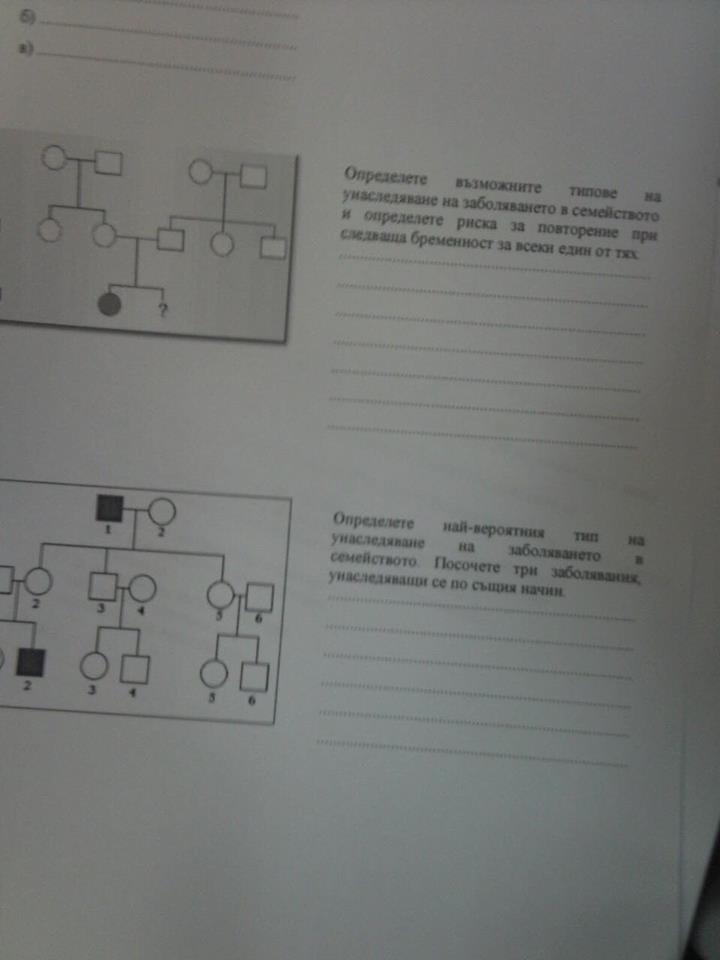 б)
в)
Определете възможните типове на
унаследяване на заболяването в семейството
и определете риска за повторение при
следваща бременност за всеки един от тях.
?
Определете най-вероятния тип на
унаследяване на заболяването в
семейството. Посочете три заболявания,
унаследяващи се по същия начин.
1 2
2 3 4 5 6
2 3 4 5 6